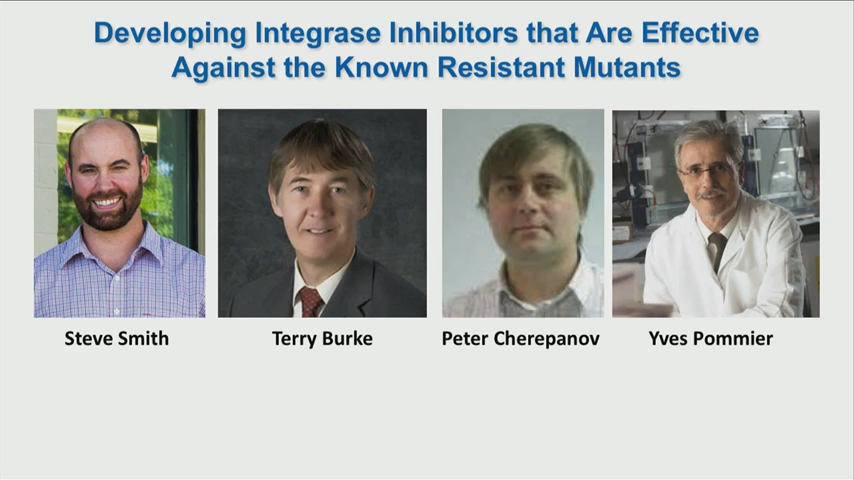 Developing Integrase Inhibitors that Are Effective
Against the Known Resistant Mutants
Steve Smith
Terry Burke
Peter Cherepanov
Yves Pommier